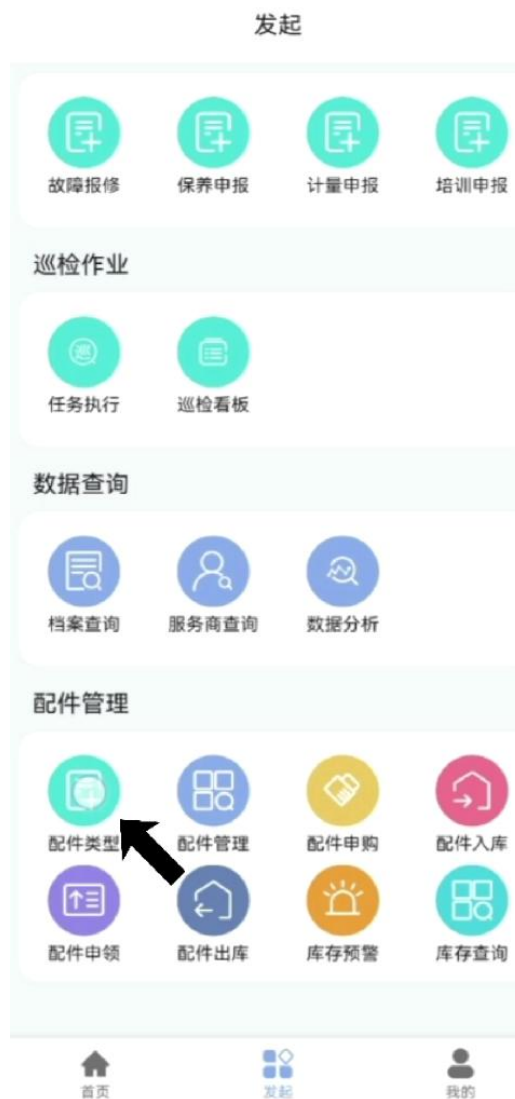 发起
故障报修 保养申报 计量申报 培训申报
巡检作业
任务执行 巡检看板
数据查询
档案查询 服务商查询 数据分析
配件管理
配件类型 配件管理 配件申购 配件入库
配件申领 配件出库 库存预警 库存查询
首页 发起 我的